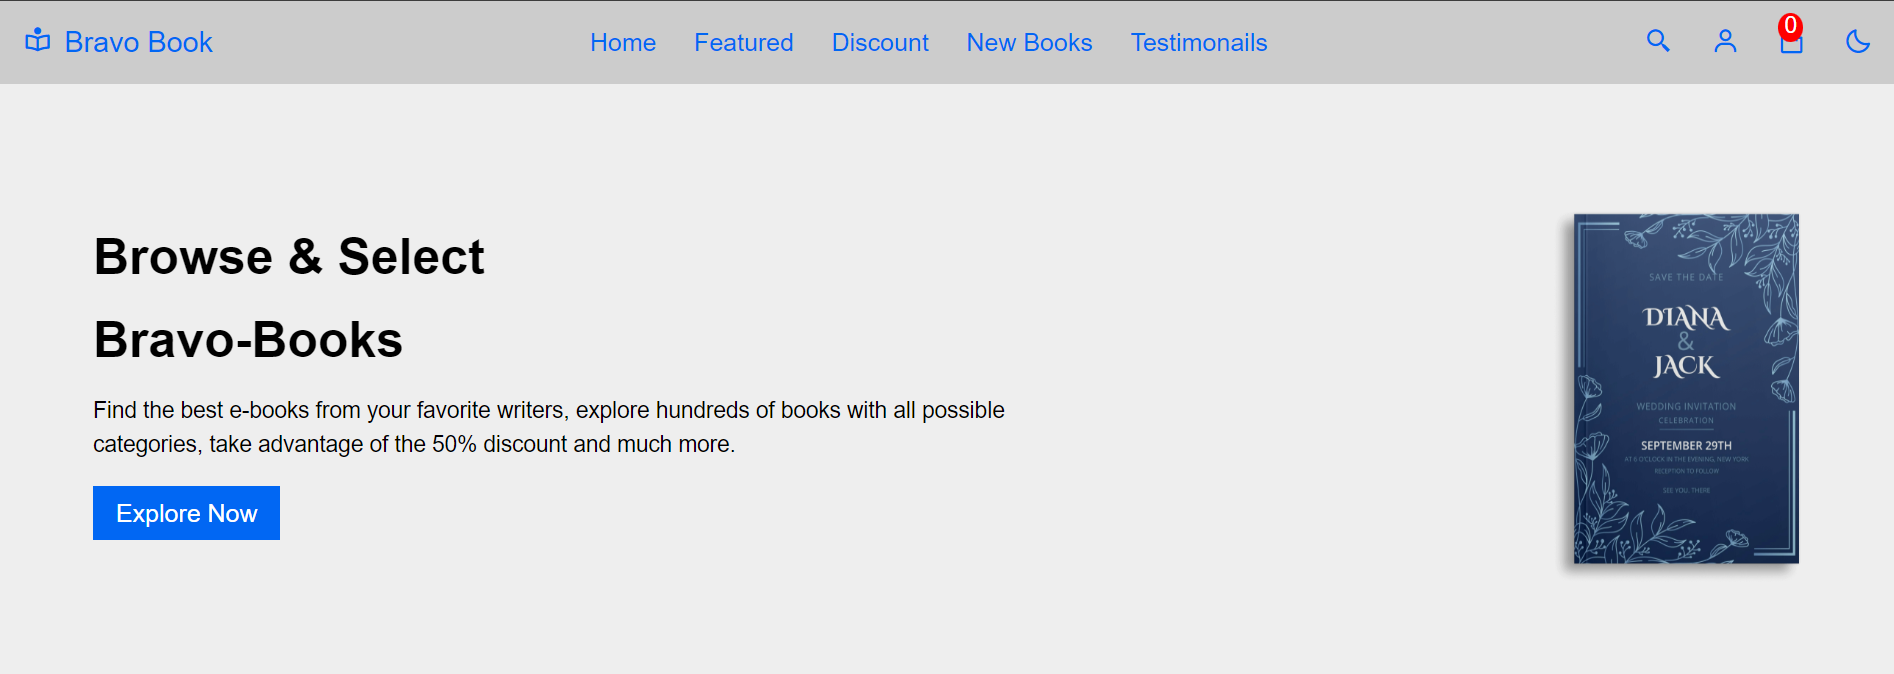 Bravo Book
Home Featured Discount New Books Testimonails
0
Browse & Select
Bravo-Books
Find the best e-books from your favorite writers, explore hundreds of books with all possible
categories, take advantage of the 50% discount and much more.
Explore Now
SAVE THE DATE
DIANA
&
JACK
WEDDING INVITATION
CELEBRATION
SEPTEMBER 29TH
AT 6 O'CLOCK IN THE EVENING, NEW YORK
RECEPTION TO FOLLOW
SEE YOU, THERE